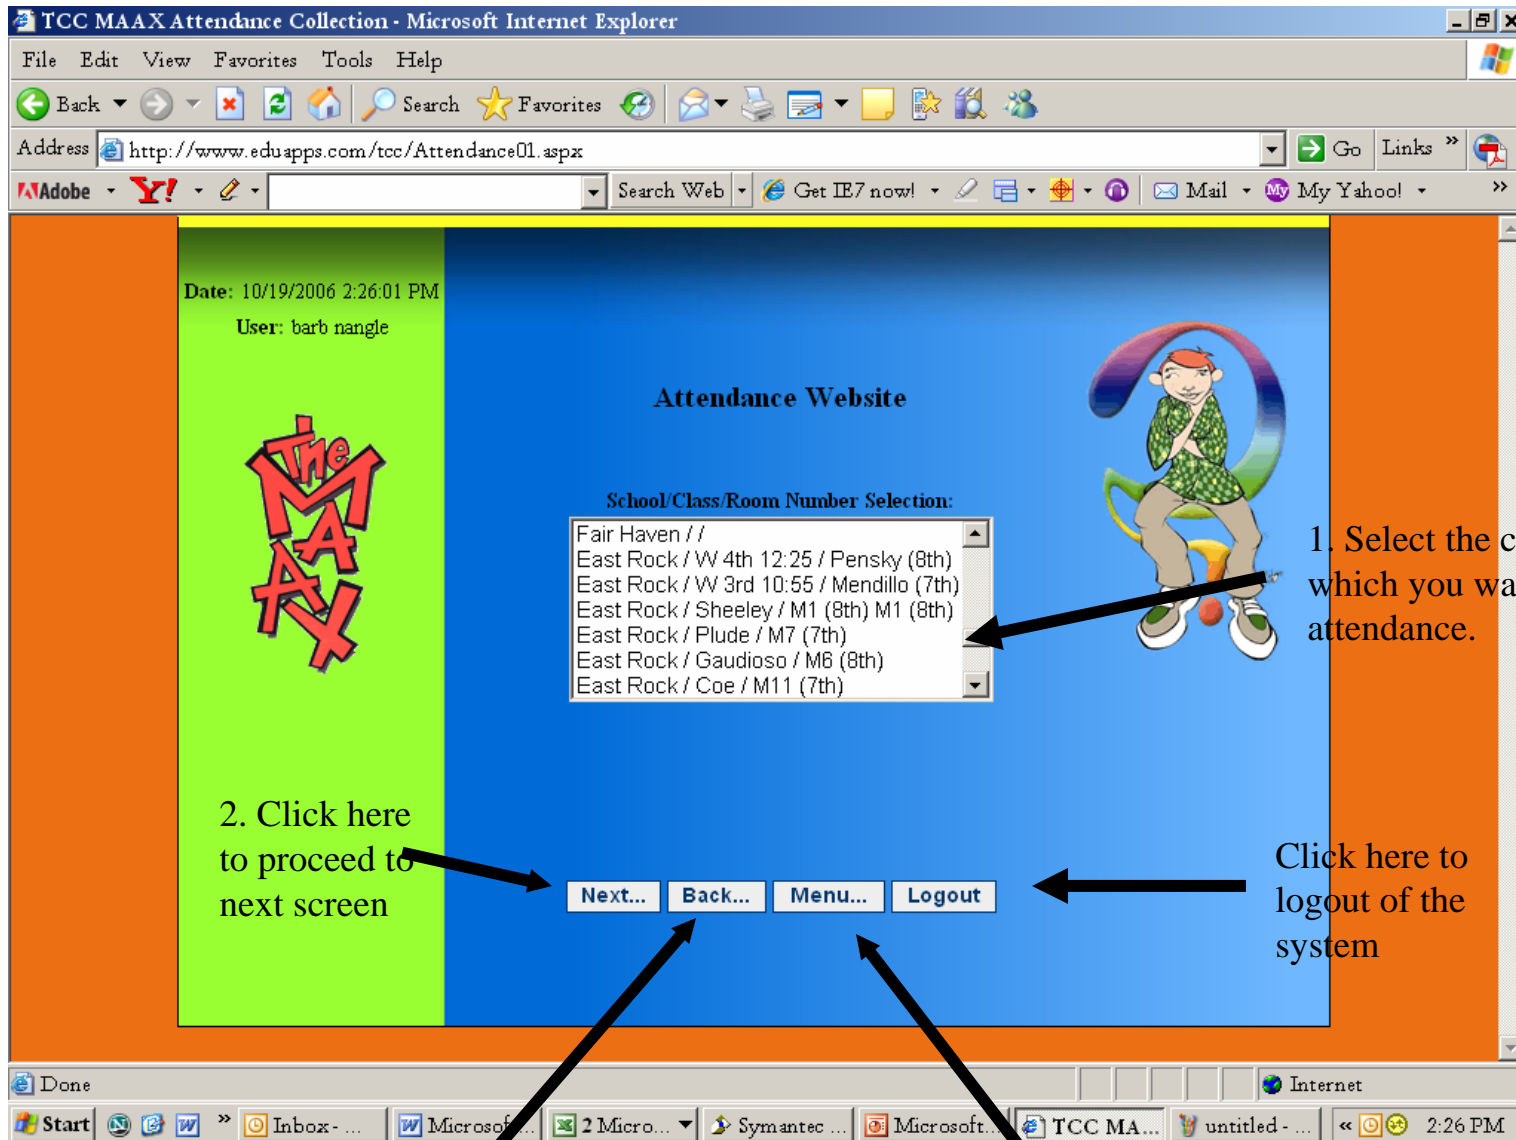 TCC MAAX Attendance Collection - Microsoft Internet Explorer
File Edit View Favorites Tools Help
Back Search Favorites
Address http://www.eduapps.com/tcc/Attendance01.aspx Go Links »
Adobe Y! Search Web Get IE7 now! Mail My My Yahoo! »
Date: 10/19/2006 2:26:01 PM
User: barb nangle
The
MAAX
Attendance Website
School/Class/Room Number Selection:
Fair Haven / /
East Rock / W 4th 12:25 / Pensky (8th)
East Rock / W 3rd 10:55 / Mendillo (7th)
East Rock / Sheeley / M1 (8th) M1 (8th)
East Rock / Plude / M7 (7th)
East Rock / Gaudioso / M6 (8th)
East Rock / Coe / M11 (7th)
1. Select the c
which you wa
attendance.
2. Click here
to proceed to
next screen
Next... Back... Menu... Logout
Click here to
logout of the
system
Done Internet
Start » Inbox - ... Microsof... 2 Micro... Symantec ... Microsoft... TCC MA... untitled - ... « 2:26 PM